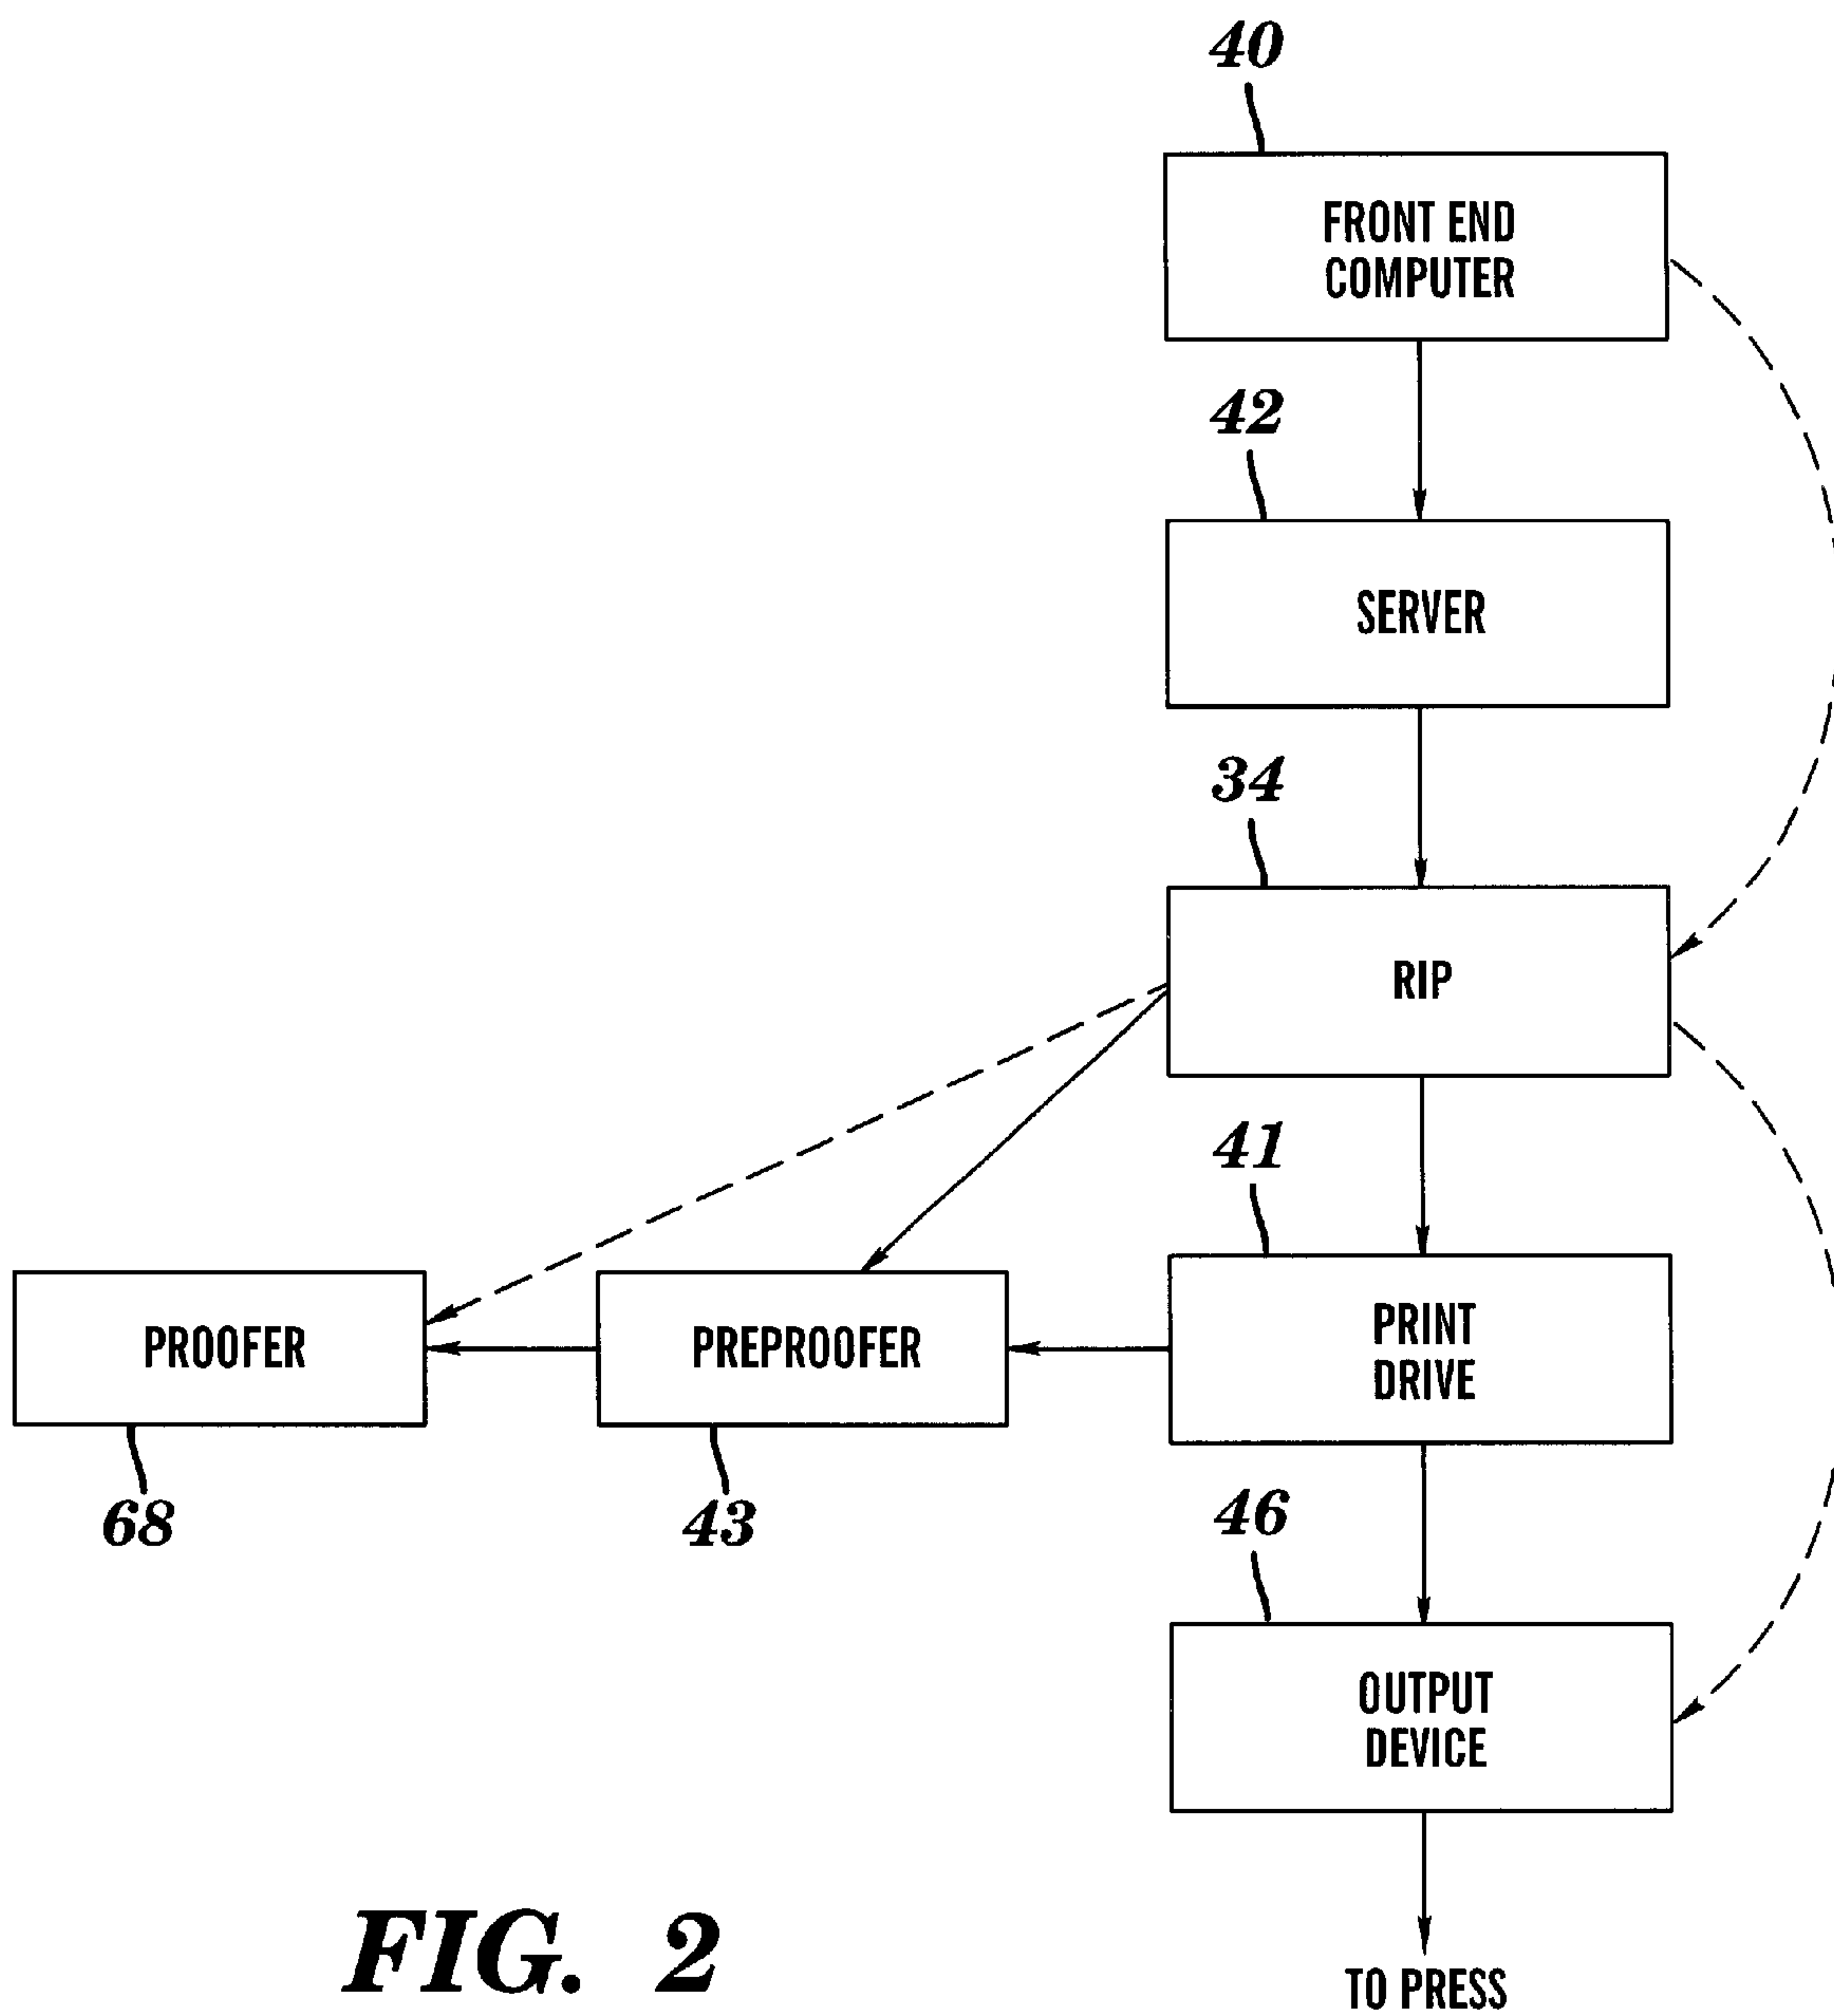 40
FRONT END
COMPUTER
42
SERVER
34
RIP
41
PRINT
DRIVE
PREPROOFER
PROOFER
68
43
46
OUTPUT
DEVICE
TO PRESS
FIG. 2